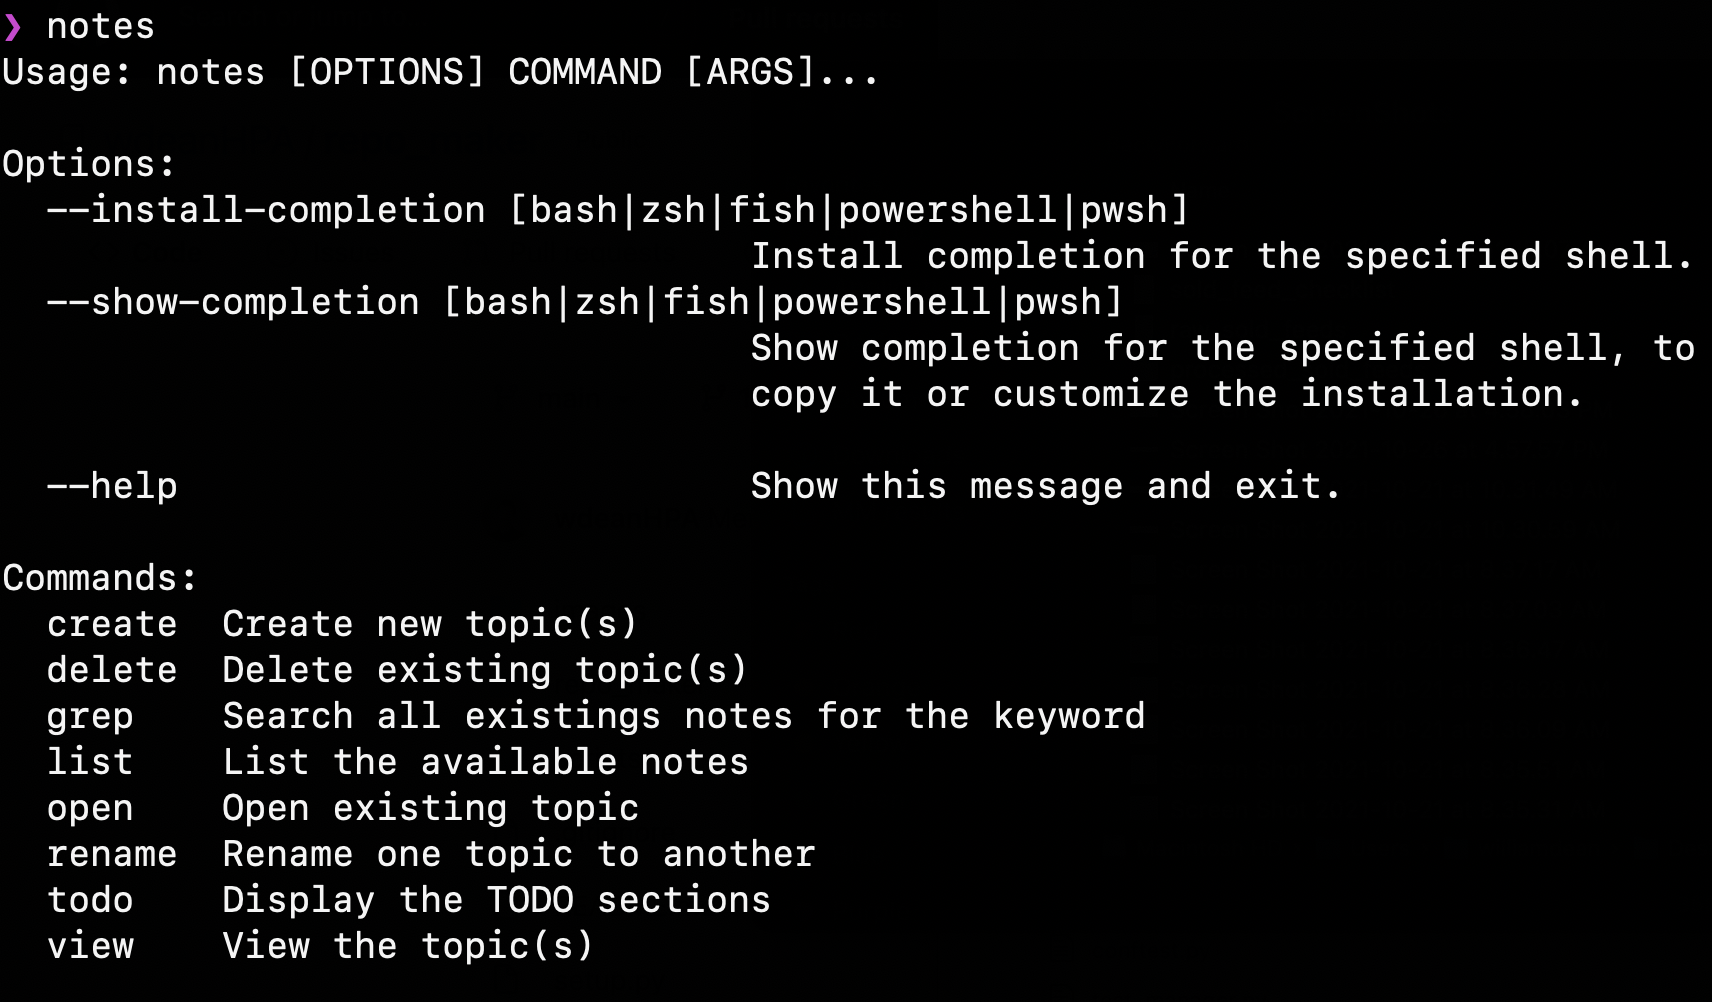 ❯ notes
Usage: notes [OPTIONS] COMMAND [ARGS]...
Options:
--install-completion [bash|zsh|fish|powershell|pwsh]
Install completion for the specified shell.
--show-completion [bash|zsh|fish|powershell|pwsh]
Show completion for the specified shell, to
copy it or customize the installation.
--help Show this message and exit.
Commands:
create Create new topic(s)
delete Delete existing topic(s)
grep Search all existings notes for the keyword
list List the available notes
open Open existing topic
rename Rename one topic to another
todo Display the TODO sections
view View the topic(s)